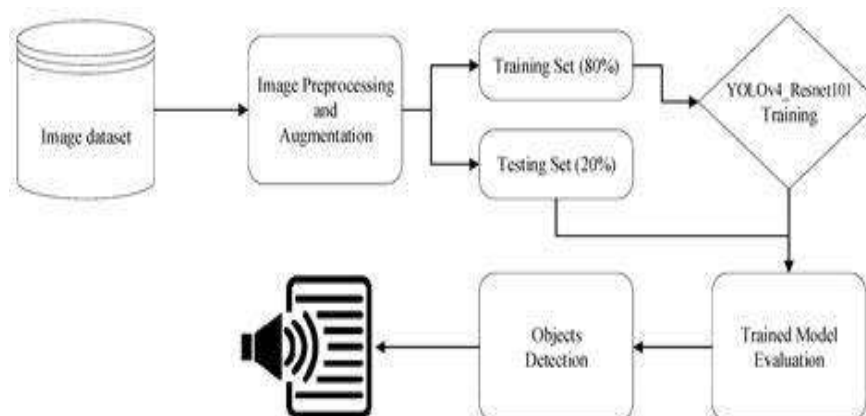 Image dataset
Image Preprocessing
and
Augmentation
Training Set (80%)
Testing Set (20%)
YOLOv4_Resnet101
Training
Trained Model
Evaluation
Objects
Detection